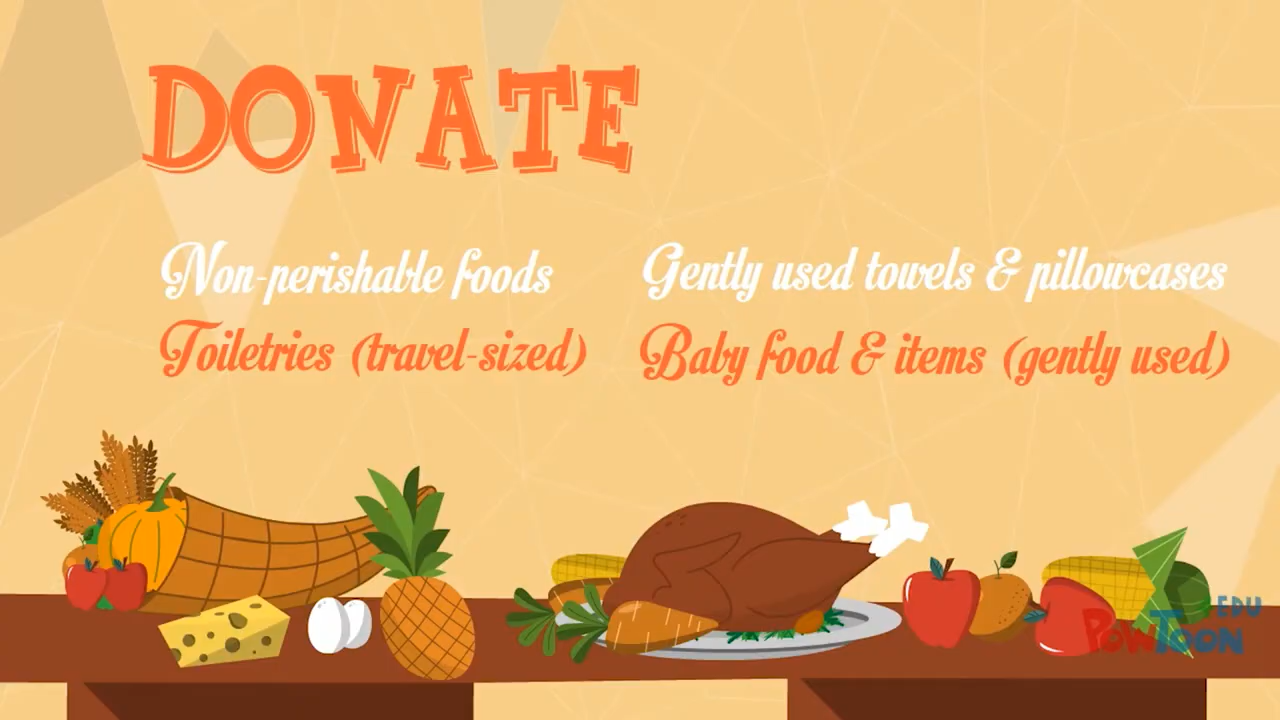 DONATE
Non-perishable foods
Toiletries (travel-sized)
Gently used towels & pillowcases
Baby food & items (gently used)
EDU
POWTOON